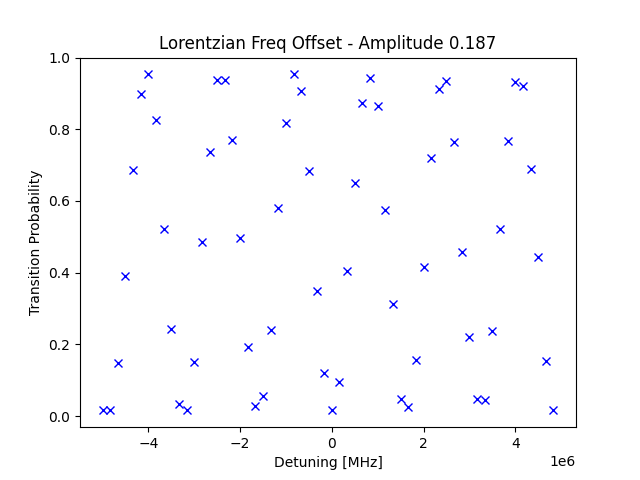 Lorentzian Freq Offset - Amplitude 0.187
Transition Probability
1.0
0.8
0.6
0.4
0.2
0.0
−4 −2 0 2 4
1e6
Detuning [MHz]